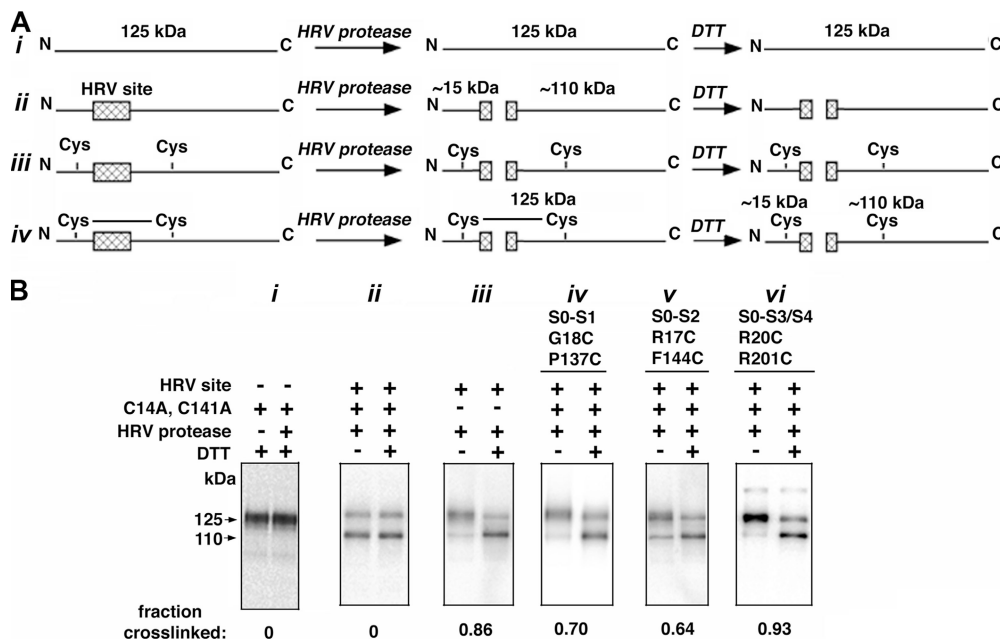 A
i N 125 kDa C HRV protease N 125 kDa C DTT N 125 kDa C
HRV site
ii N C HRV protease N ~15 kDa ~110 kDa C DTT N C
Cys Cys Cys Cys Cys Cys
iii N C HRV protease N C DTT N C
125 kDa ~15 kDa ~110 kDa
Cys Cys Cys Cys Cys Cys
iv N C HRV protease N C DTT N C
B
i ii iii iv v vi
S0-S1 S0-S2 S0-S3/S4
G18C R17C R20C
P137C F144C R201C
HRV site - - + + + + + + + + + +
C14A, C141A + + + + - - + + + + + +
HRV protease - + + + + + + + + + + +
DTT + + - + - + - + - + - +
kDa
125
110
fraction
crosslinked: 0 0 0.86 0.70 0.64 0.93